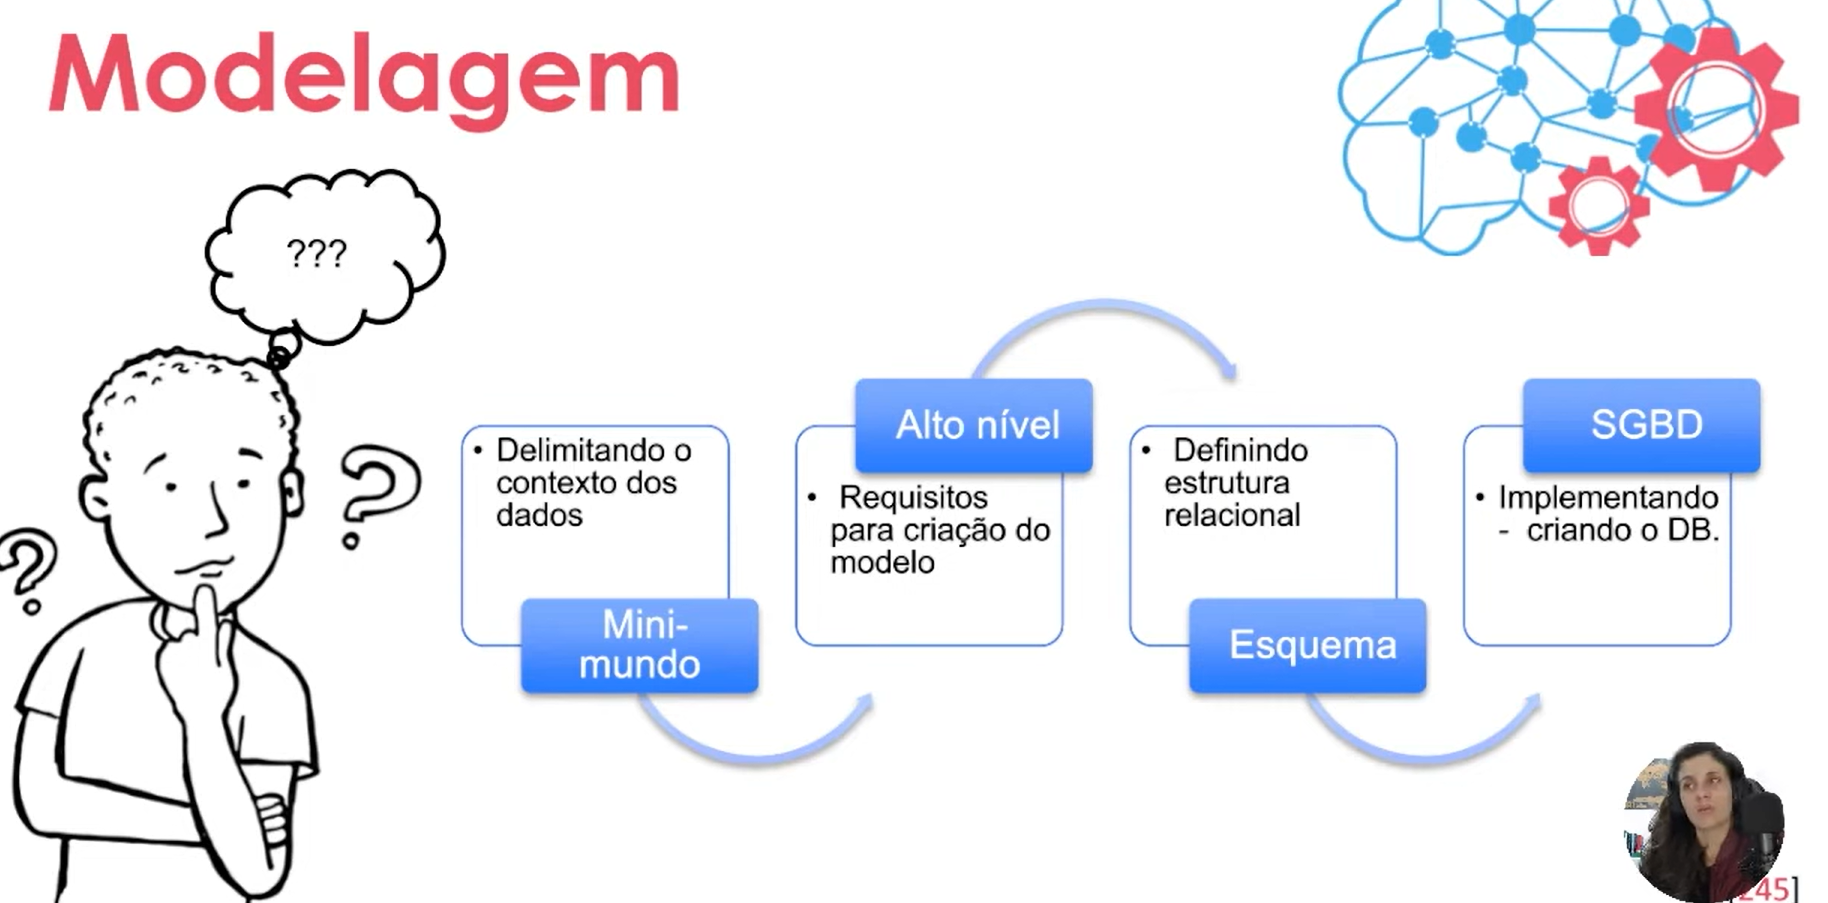 Modelagem
???
• Delimitando o
contexto dos
dados
Mini-
mundo
Alto nível
• Requisitos
para criação do
modelo
• Definindo
estrutura
relacional
Esquema
SGBD
• Implementando
- criando o DB.
45]